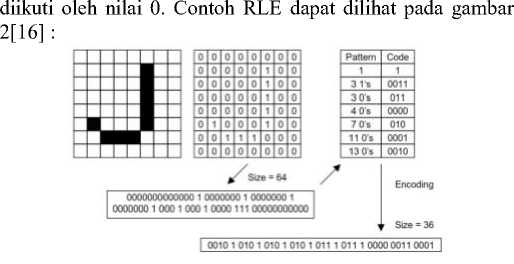 diikuti oleh nilai 0. Contoh RLE dapat dilihat pada gambar
2[16] :
0 0 0 0 0 0 0 0
0 0 0 0 0 1 0 0
0 0 0 0 0 1 0 0
0 0 0 0 0 1 0 0
0 0 0 0 0 1 0 0
0 1 0 0 0 1 0 0
0 0 1 1 1 0 0 0
0 0 0 0 0 0 0 0
Pattern Code
1 1
3 1's 0011
3 0's 011
4 0's 0000
7 0's 010
11 0's 0001
13 0's 0010
Size = 64
0000000000000 1 0000000 1 0000000 1
0000000 1 000 1 000 1 0000 111 00000000000
Encoding
Size = 36
0010 1 010 1 010 1 010 1 011 1 011 1 0000 0011 0001